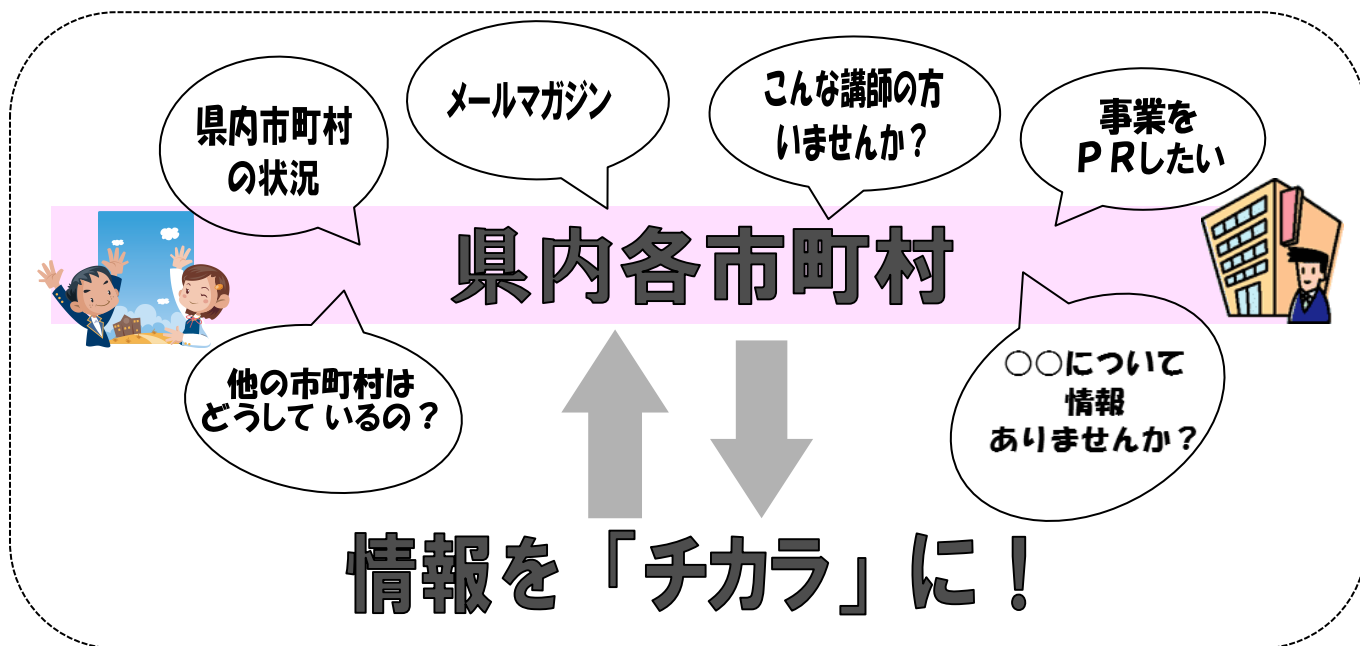 県内市町村
の状況
メールマガジン
こんな講師の方
いませんか？
事業を
ＰＲしたい
県内各市町村
他の市町村は
どうして いるの？
○○について
情報
ありませんか？
情報を「チカラ」に！